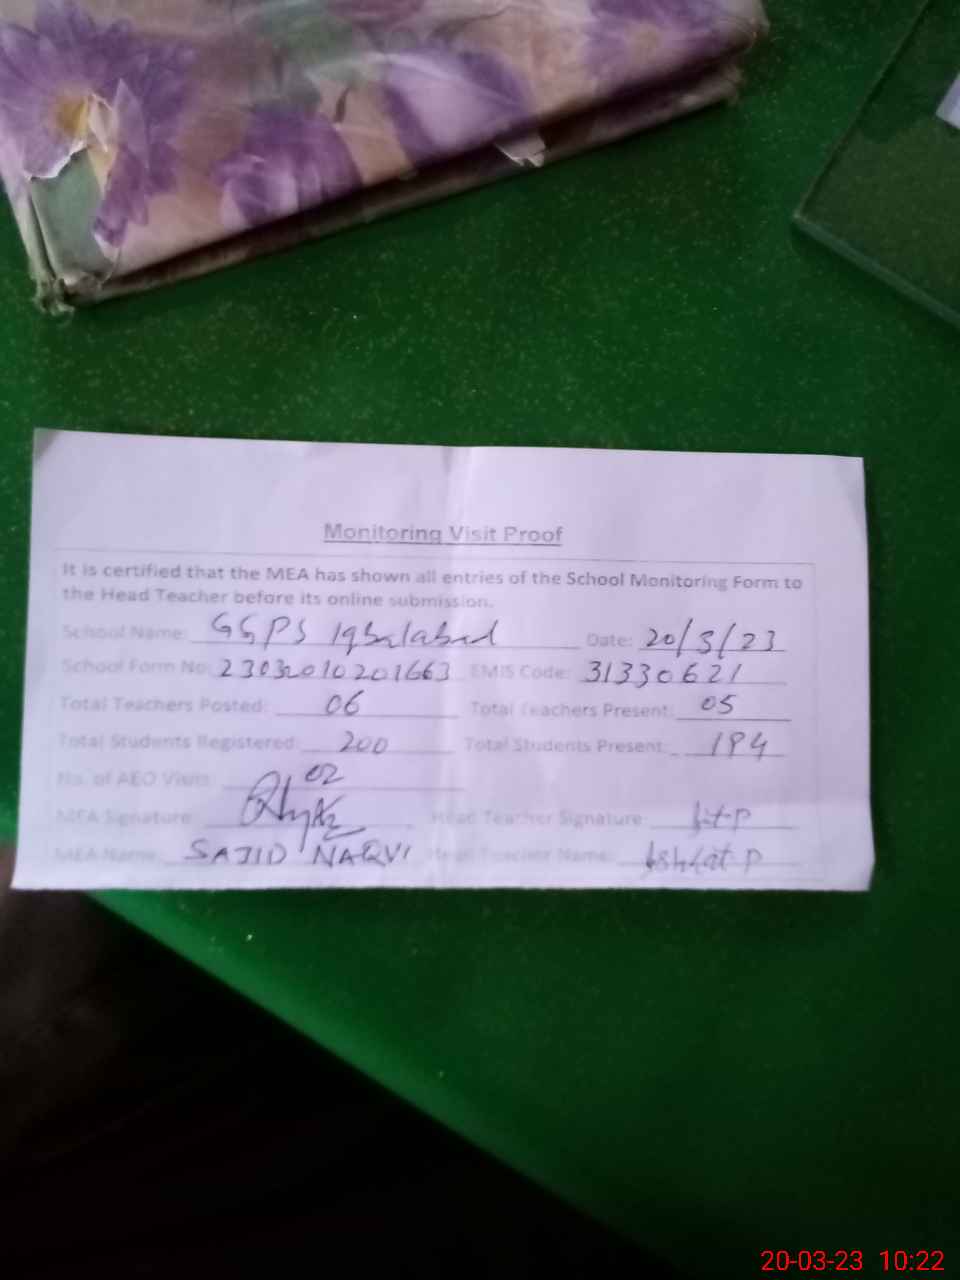 Monitoring Visit Proof
It is certified that the MEA has shown all entries of the School Monitoring Form to
the Head Teacher before its online submission.
School Name: GGPS Iqbalabad Date: 20/3/23
School Form No: 23032010201663 EMIS Code: 31330621
Total Teachers Posted: 06 Total Teachers Present: 05
Total Students Registered: 200 Total Students Present: 194
No. of AEO Visits: 02
MEA Signature: Head Teacher Signature:
MEA Name: SAJID NAQVI Head Teacher Name:
20-03-23 10:22